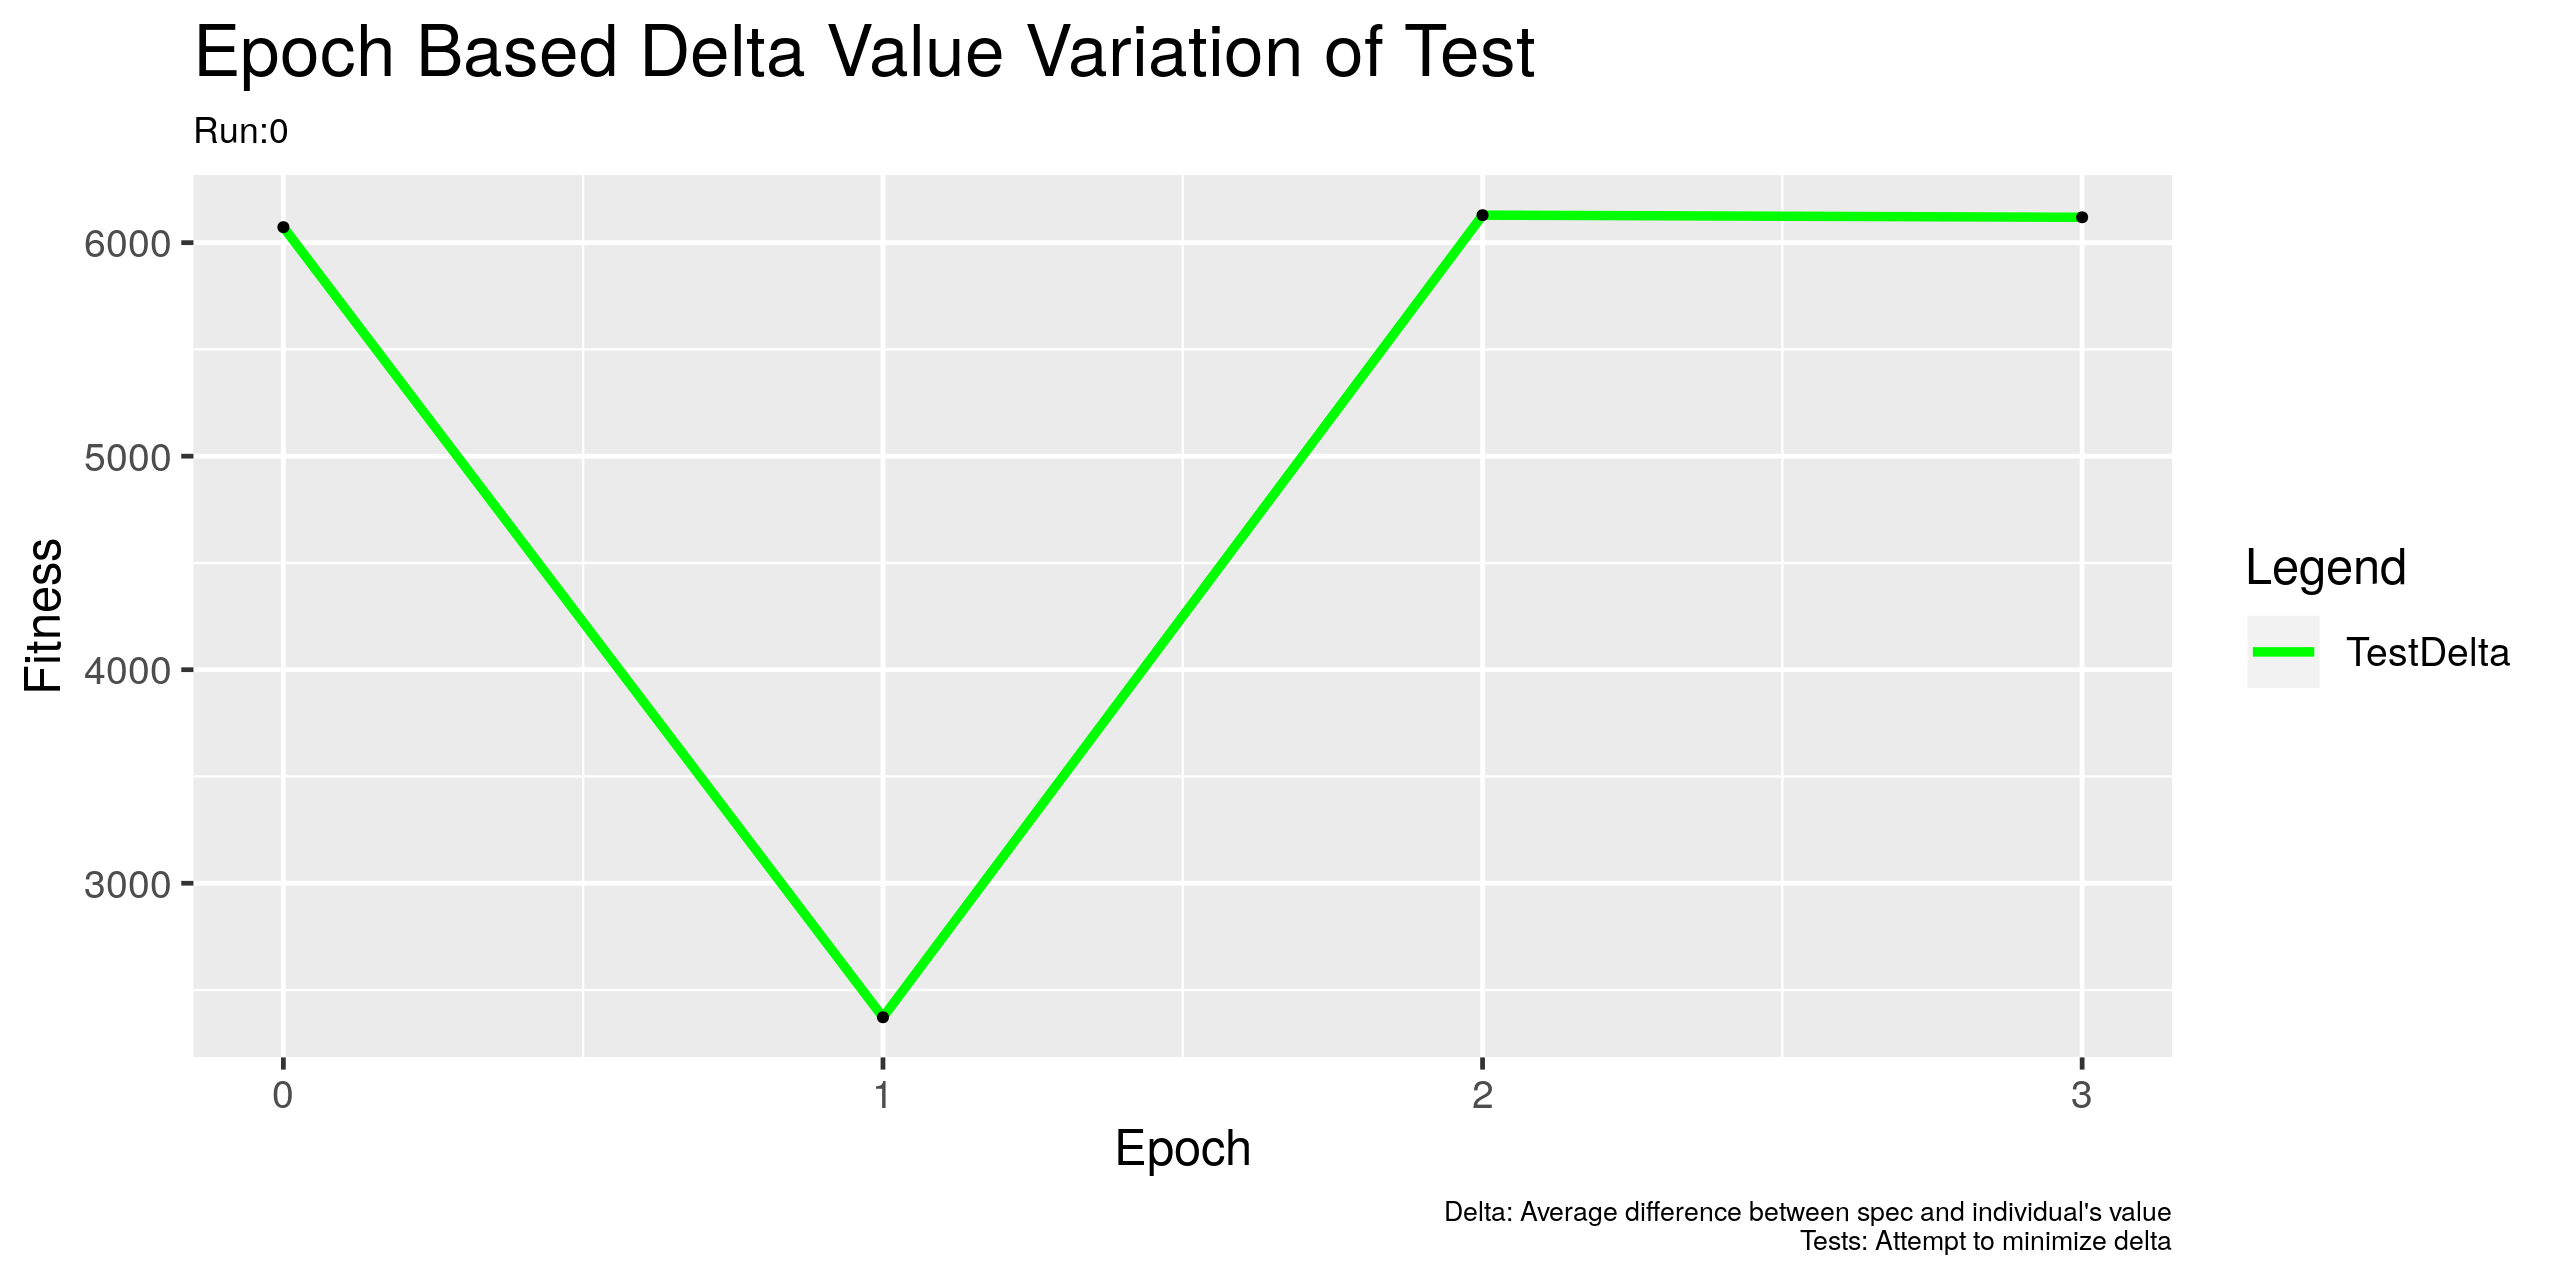 Epoch Based Delta Value Variation of Test
Run:0
6000
5000
4000
3000
Fitness
0 1 2 3
Epoch
Legend
TestDelta
Delta: Average difference between spec and individual's value
Tests: Attempt to minimize delta